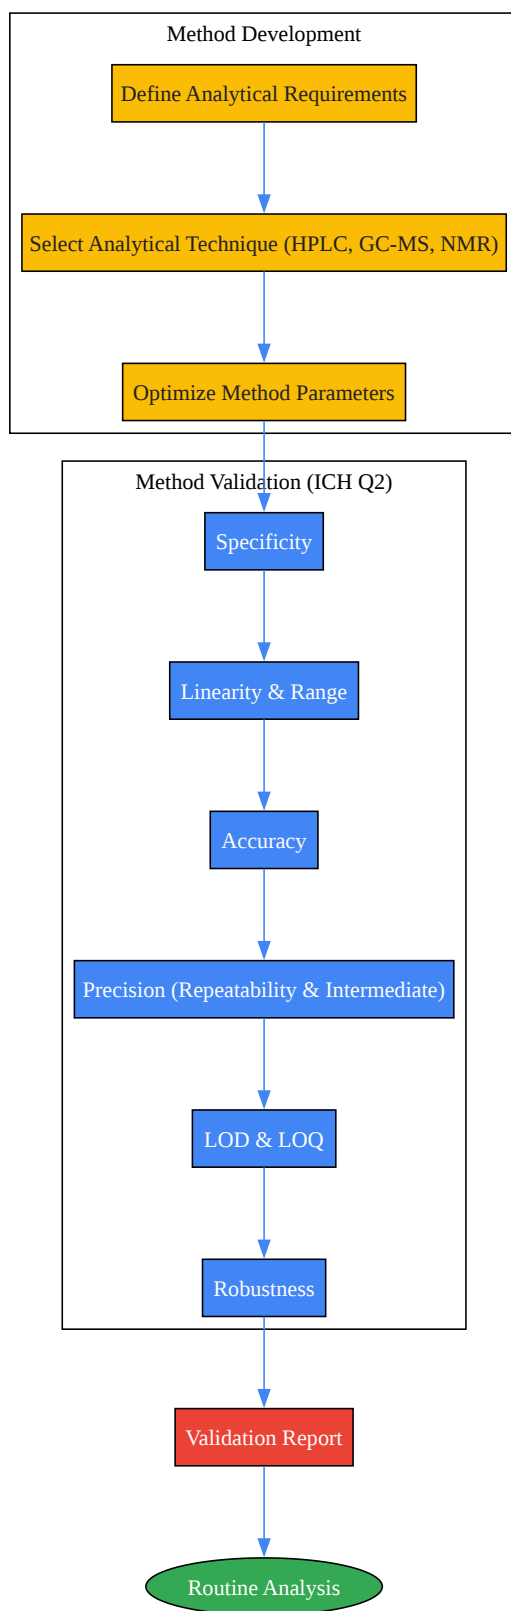 Method Development
Define Analytical Requirements
Select Analytical Technique (HPLC, GC-MS, NMR)
Optimize Method Parameters
Method Validation (ICH Q2)
Specificity
Linearity & Range
Accuracy
Precision (Repeatability & Intermediate)
LOD & LOQ
Robustness
Validation Report
Routine Analysis